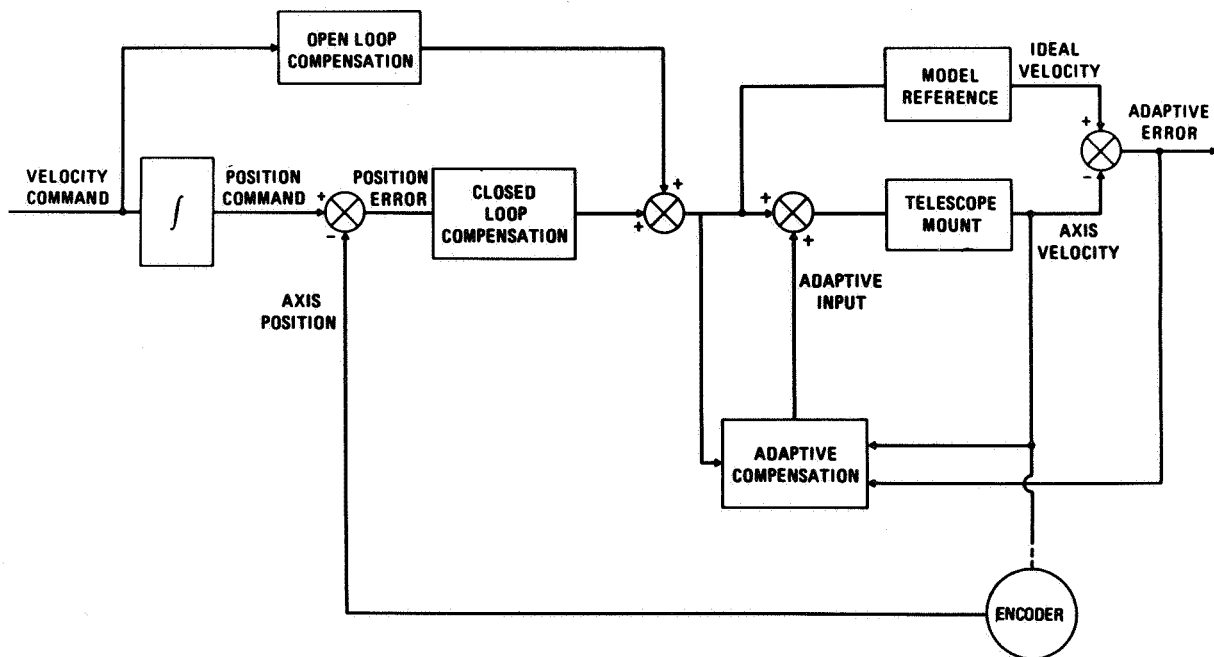 OPEN LOOP
COMPENSATION
IDEAL
VELOCITY
MODEL
REFERENCE
ADAPTIVE
ERROR
+
VELOCITY
COMMAND
∫
POSITION
COMMAND
+
−
POSITION
ERROR
CLOSED
LOOP
COMPENSATION
+
+
+
+
TELESCOPE
MOUNT
−
AXIS
VELOCITY
AXIS
POSITION
ADAPTIVE
INPUT
ADAPTIVE
COMPENSATION
ENCODER